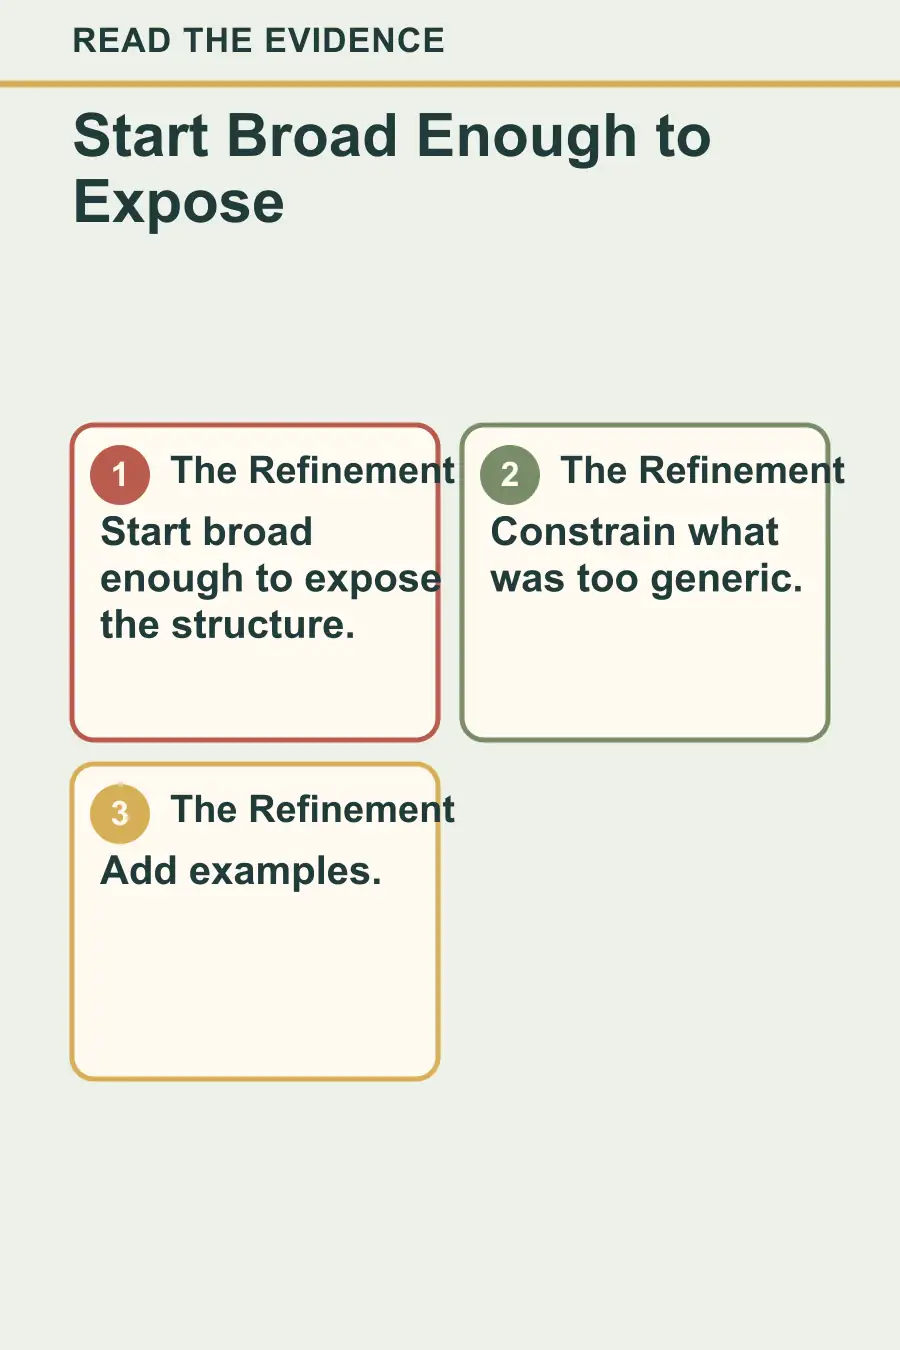 READ THE EVIDENCE
Start Broad Enough to
Expose
1 The Refinement
Start broad
enough to expose
the structure.
2 The Refinement
Constrain what
was too generic.
3 The Refinement
Add examples.